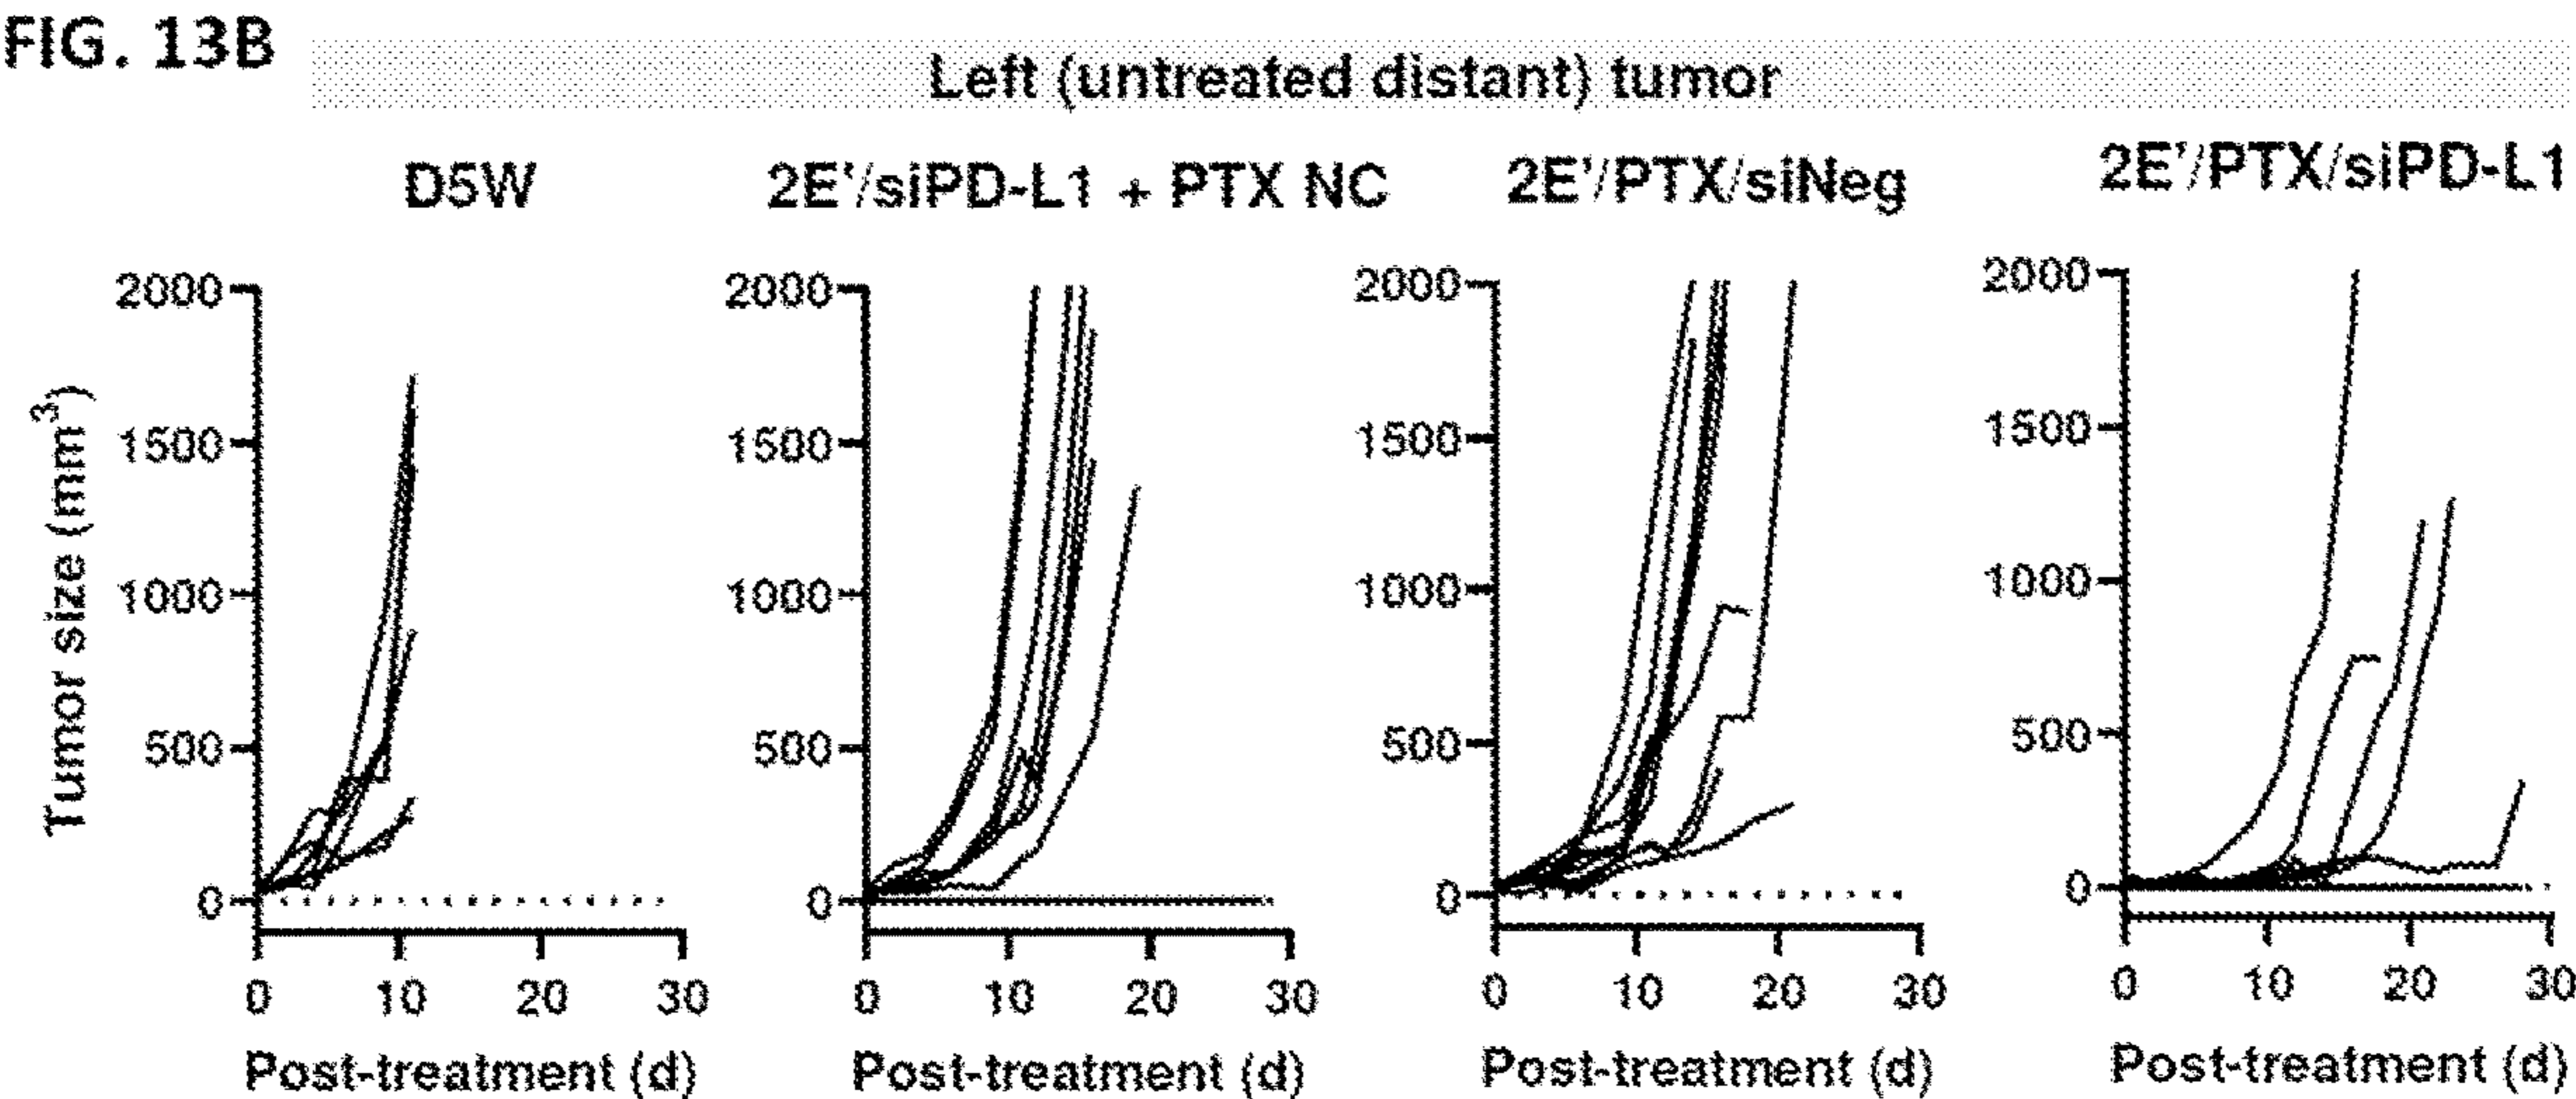 FIG. 13B
Left (untreated distant) tumor
D5W
2E'/siPD-L1 + PTX NC
2E'/PTX/siNeg
2E'/PTX/siPD-L1
Tumor size (mm³)
2000
1500
1000
500
0
0 10 20 30
Post-treatment (d)
2000
1500
1000
500
0
0 10 20 30
Post-treatment (d)
2000
1500
1000
500
0
0 10 20 30
Post-treatment (d)
2000
1500
1000
500
0
0 10 20 30
Post-treatment (d)